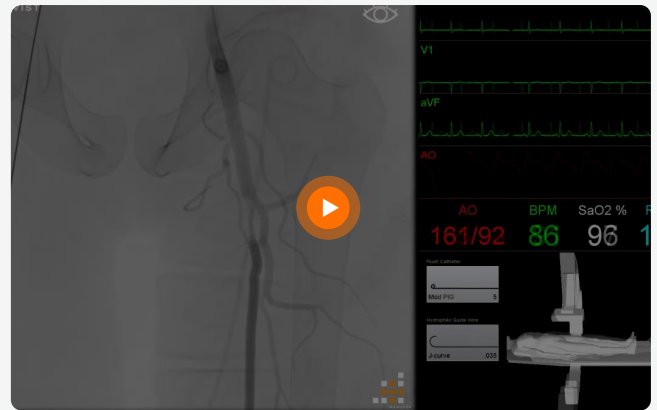 V1
aVF
AO
AO BPM SaO2 %
161/92 86 96
Flush Catheter
Mod PIG 5
Hydrophilic Guide Wire
J-curve .035